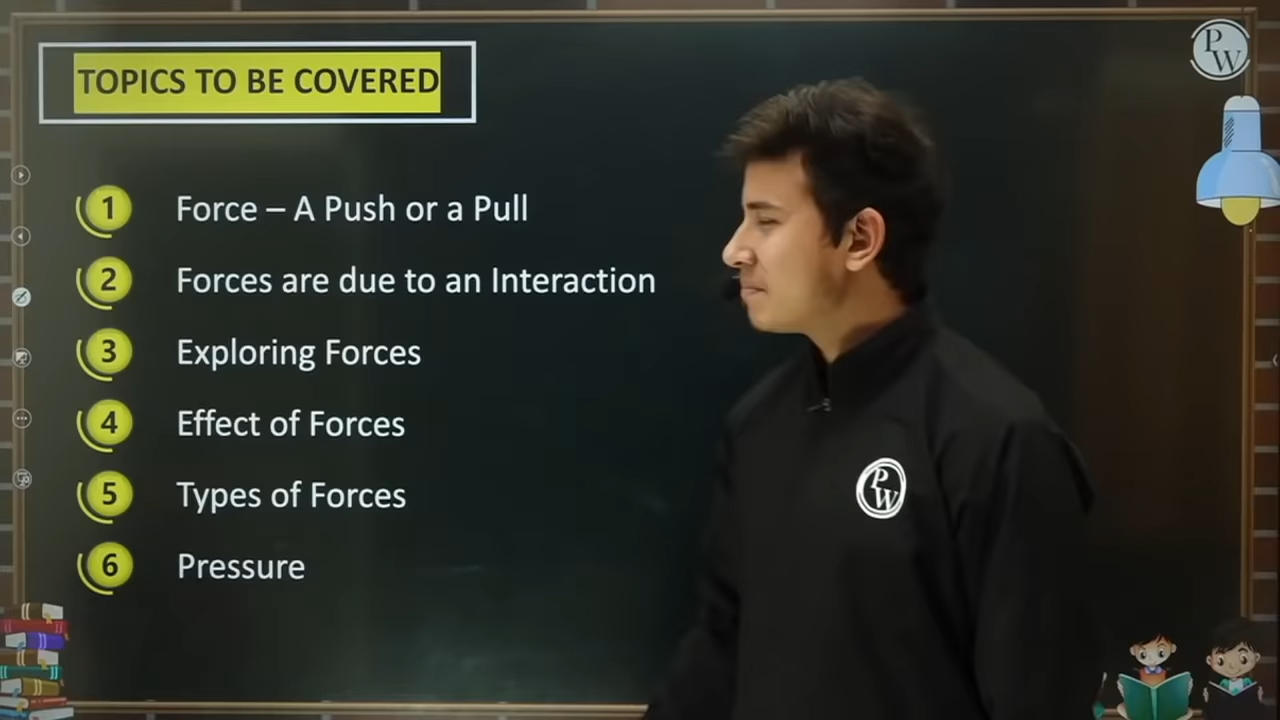 TOPICS TO BE COVERED
PW
1 Force – A Push or a Pull
2 Forces are due to an Interaction
3 Exploring Forces
4 Effect of Forces
5 Types of Forces
6 Pressure
PW